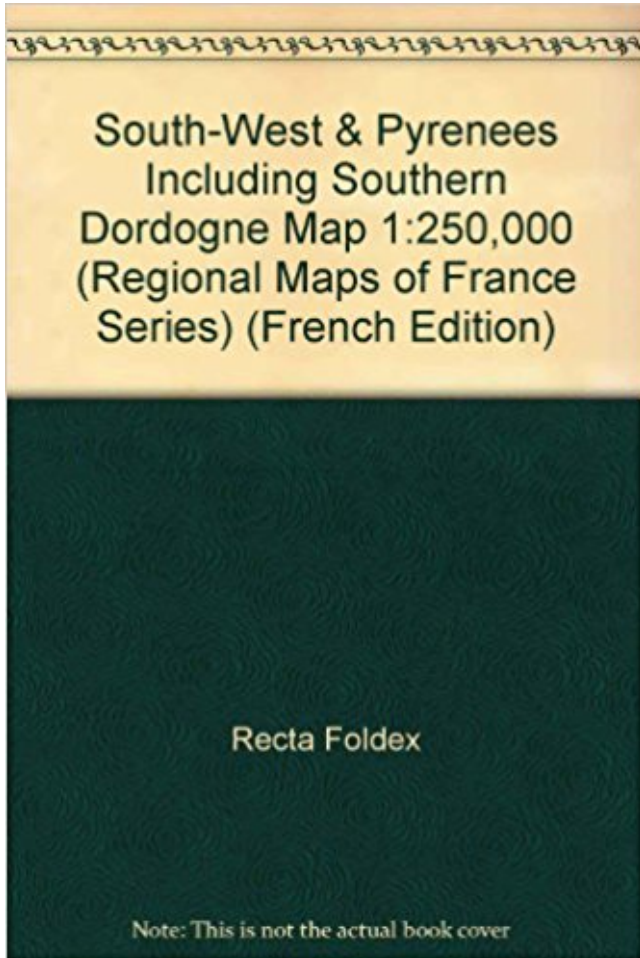 South-West & Pyrenees
Including Southern
Dordogne Map 1:250,000
(Regional Maps of France
Series) (French Edition)
Recta Foldex
Note: This is not the actual book cover